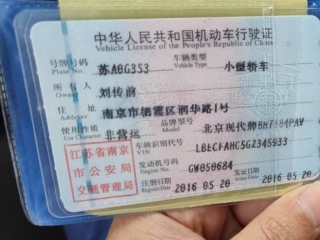 中华人民共和国机动车行驶证
Vehicle License of the People's Republic of China
号牌号码 苏A0G3S3 车辆类型 小型轿车
Plate No. Vehicle Type
所有人 刘传前
Owner
住址 南京市栖霞区润华路1号
Address
使用性质 非营运 品牌型号 北京现代牌
Use Character Model
江苏省南京
市公安局
交通管理局
车辆识别代号 LBECFAHC5GZ345933
VIN
发动机号码 GW050684
Engine No.
注册日期 2016 05 20 2016 05 20
Register Date